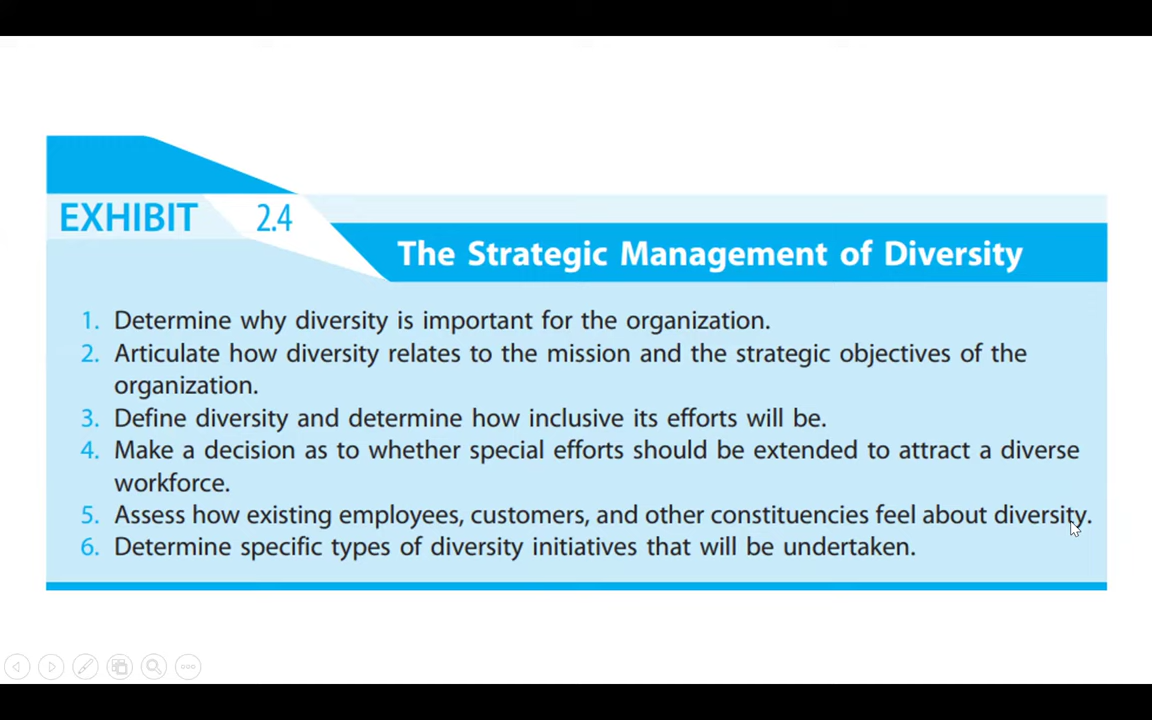 EXHIBIT 2.4
The Strategic Management of Diversity
1. Determine why diversity is important for the organization.
2. Articulate how diversity relates to the mission and the strategic objectives of the
organization.
3. Define diversity and determine how inclusive its efforts will be.
4. Make a decision as to whether special efforts should be extended to attract a diverse
workforce.
5. Assess how existing employees, customers, and other constituencies feel about diversity.
6. Determine specific types of diversity initiatives that will be undertaken.